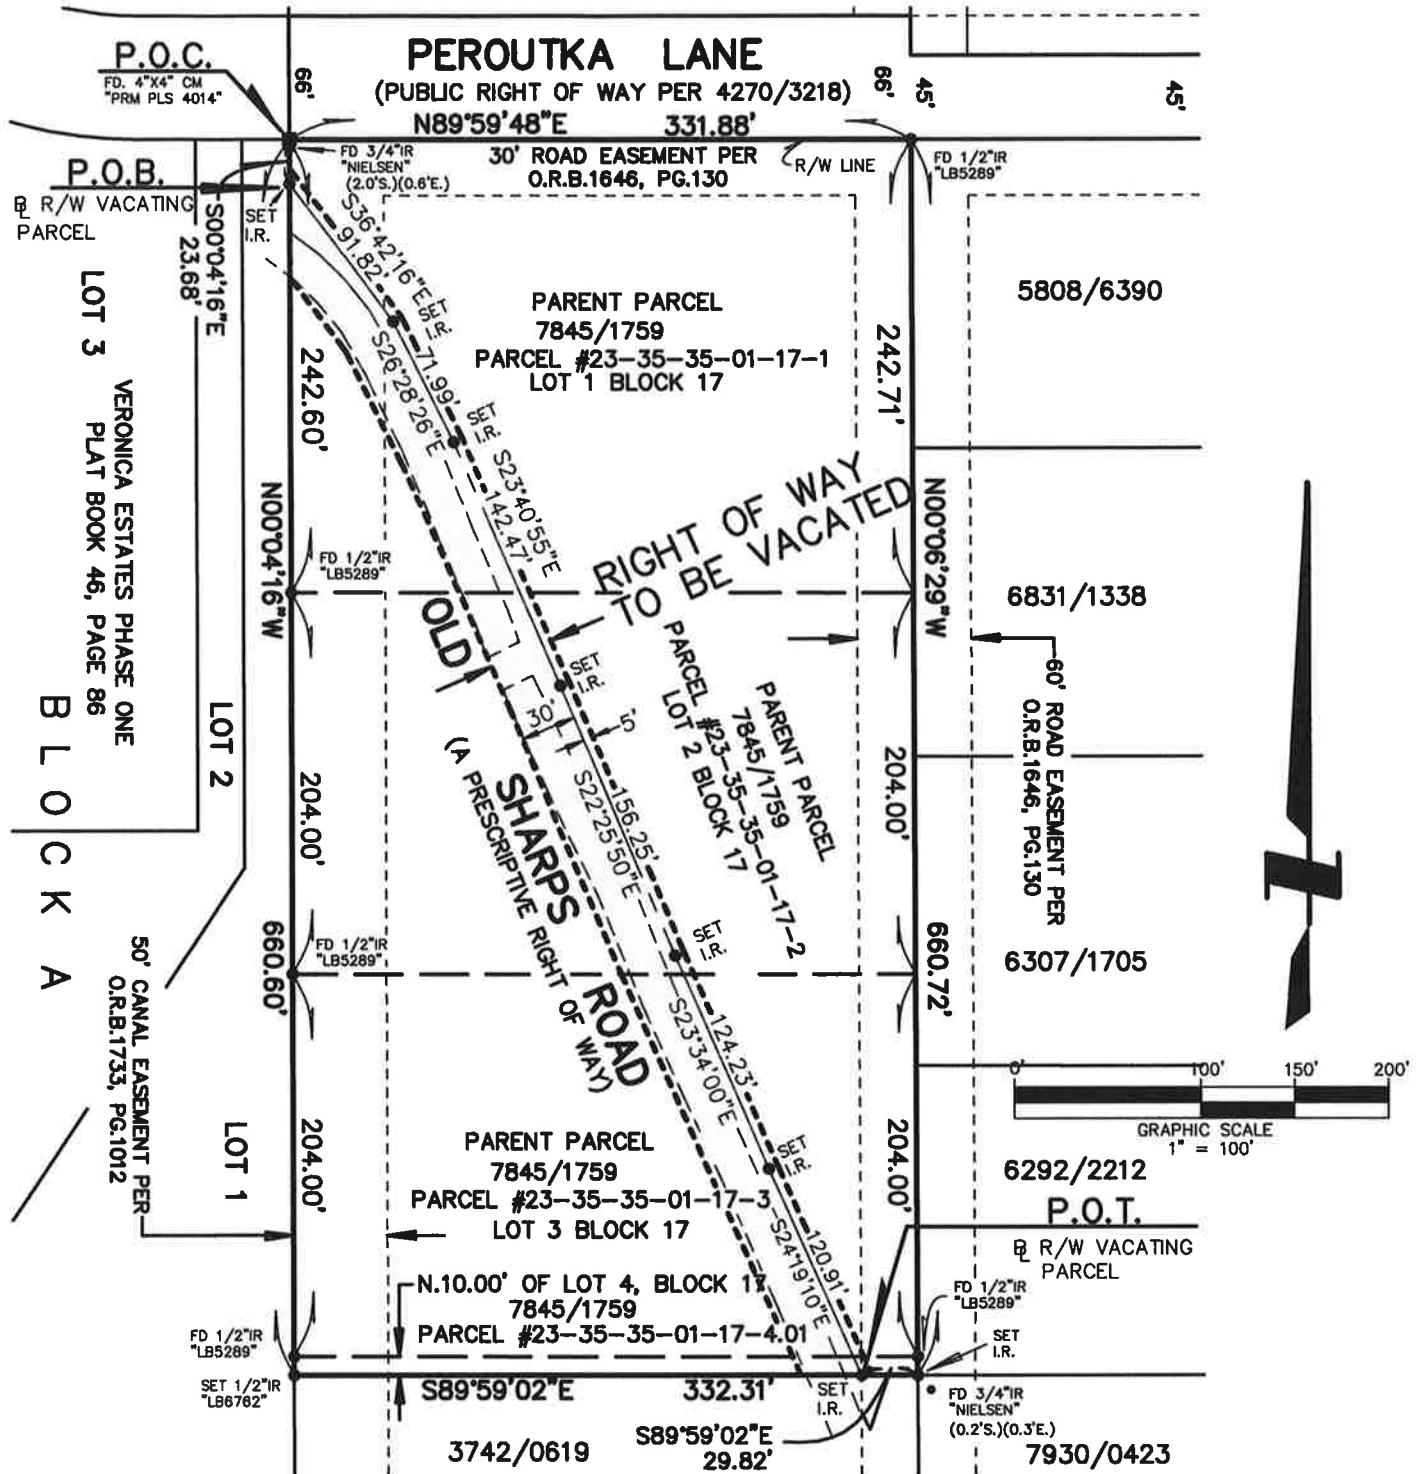 P.O.C.
FD. 4"X4" CM
"PRM PLS 4014"
PEROUTKA LANE
(PUBLIC RIGHT OF WAY PER 4270/3218)
66'
66'
45'
45'
N89°59'48"E 331.88'
30' ROAD EASEMENT PER
O.R.B.1646, PG.130
R/W LINE
FD 3/4"IR
"NIELSEN"
(2.0'S.)(0.6'E.)
FD 1/2"IR
"LB5289"
P.O.B.
R/W VACATING
PARCEL
SET
I.R.
S00°04'16"E
23.68'
S36°42'16"E
91.82'
SET
I.R.
71.99'
S26°28'26"E
SET
I.R.
PARENT PARCEL
7845/1759
PARCEL #23-35-35-01-17-1
LOT 1 BLOCK 17
5808/6390
242.60'
242.71'
LOT 3
VERONICA ESTATES PHASE ONE
PLAT BOOK 46, PAGE 86
N00°04'16"W
S23°40'55"E
142.47'
RIGHT OF WAY
TO BE VACATED
N00°06'29"W
6831/1338
FD 1/2"IR
"LB5289"
OLD
SHARPS
ROAD
(A PRESCRIPTIVE RIGHT OF WAY)
SET
I.R.
30'
5'
PARENT PARCEL
7845/1759
PARCEL #23-35-35-01-17-2
LOT 2 BLOCK 17
60' ROAD EASEMENT PER
O.R.B.1646, PG.130
BLOCK A
LOT 2
204.00'
156.25'
S22°25'50"E
204.00'
SET
I.R.
FD 1/2"IR
"LB5289"
660.60'
660.72'
6307/1705
50' CANAL EASEMENT PER
O.R.B.1733, PG.1012
124.23'
S23°34'00"E
0'
100'
150'
200'
GRAPHIC SCALE
1" = 100'
LOT 1
204.00'
204.00'
PARENT PARCEL
7845/1759
PARCEL #23-35-35-01-17-3
LOT 3 BLOCK 17
SET
I.R.
6292/2212
P.O.T.
R/W VACATING
PARCEL
120.91'
S24°19'10"E
N.10.00' OF LOT 4, BLOCK 17
7845/1759
PARCEL #23-35-35-01-17-4.01
FD 1/2"IR
"LB5289"
FD 1/2"IR
"LB5289"
SET
I.R.
SET 1/2"IR
"LB6762"
S89°59'02"E 332.31'
SET
I.R.
FD 3/4"IR
"NIELSEN"
(0.2'S.)(0.3'E.)
S89°59'02"E
29.82'
3742/0619
7930/0423